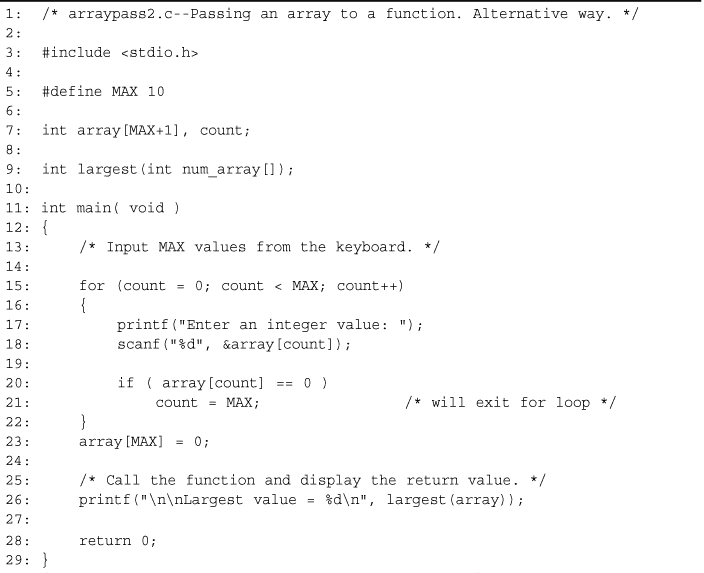 1:  /* arraypass2.c--Passing an array to a function. Alternative way. */
2:
3:  #include <stdio.h>
4:
5:  #define MAX 10
6:
7:  int array[MAX+1], count;
8:
9:  int largest(int num_array[]);
10:
11: int main( void )
12: {
13:     /* Input MAX values from the keyboard. */
14:
15:     for (count = 0; count < MAX; count++)
16:     {
17:         printf("Enter an integer value: ");
18:         scanf("%d", &array[count]);
19:
20:         if ( array[count] == 0 )
21:             count = MAX;               /* will exit for loop */
22:     }
23:     array[MAX] = 0;
24:
25:     /* Call the function and display the return value. */
26:     printf("\n\nLargest value = %d\n", largest(array));
27:
28:     return 0;
29: }